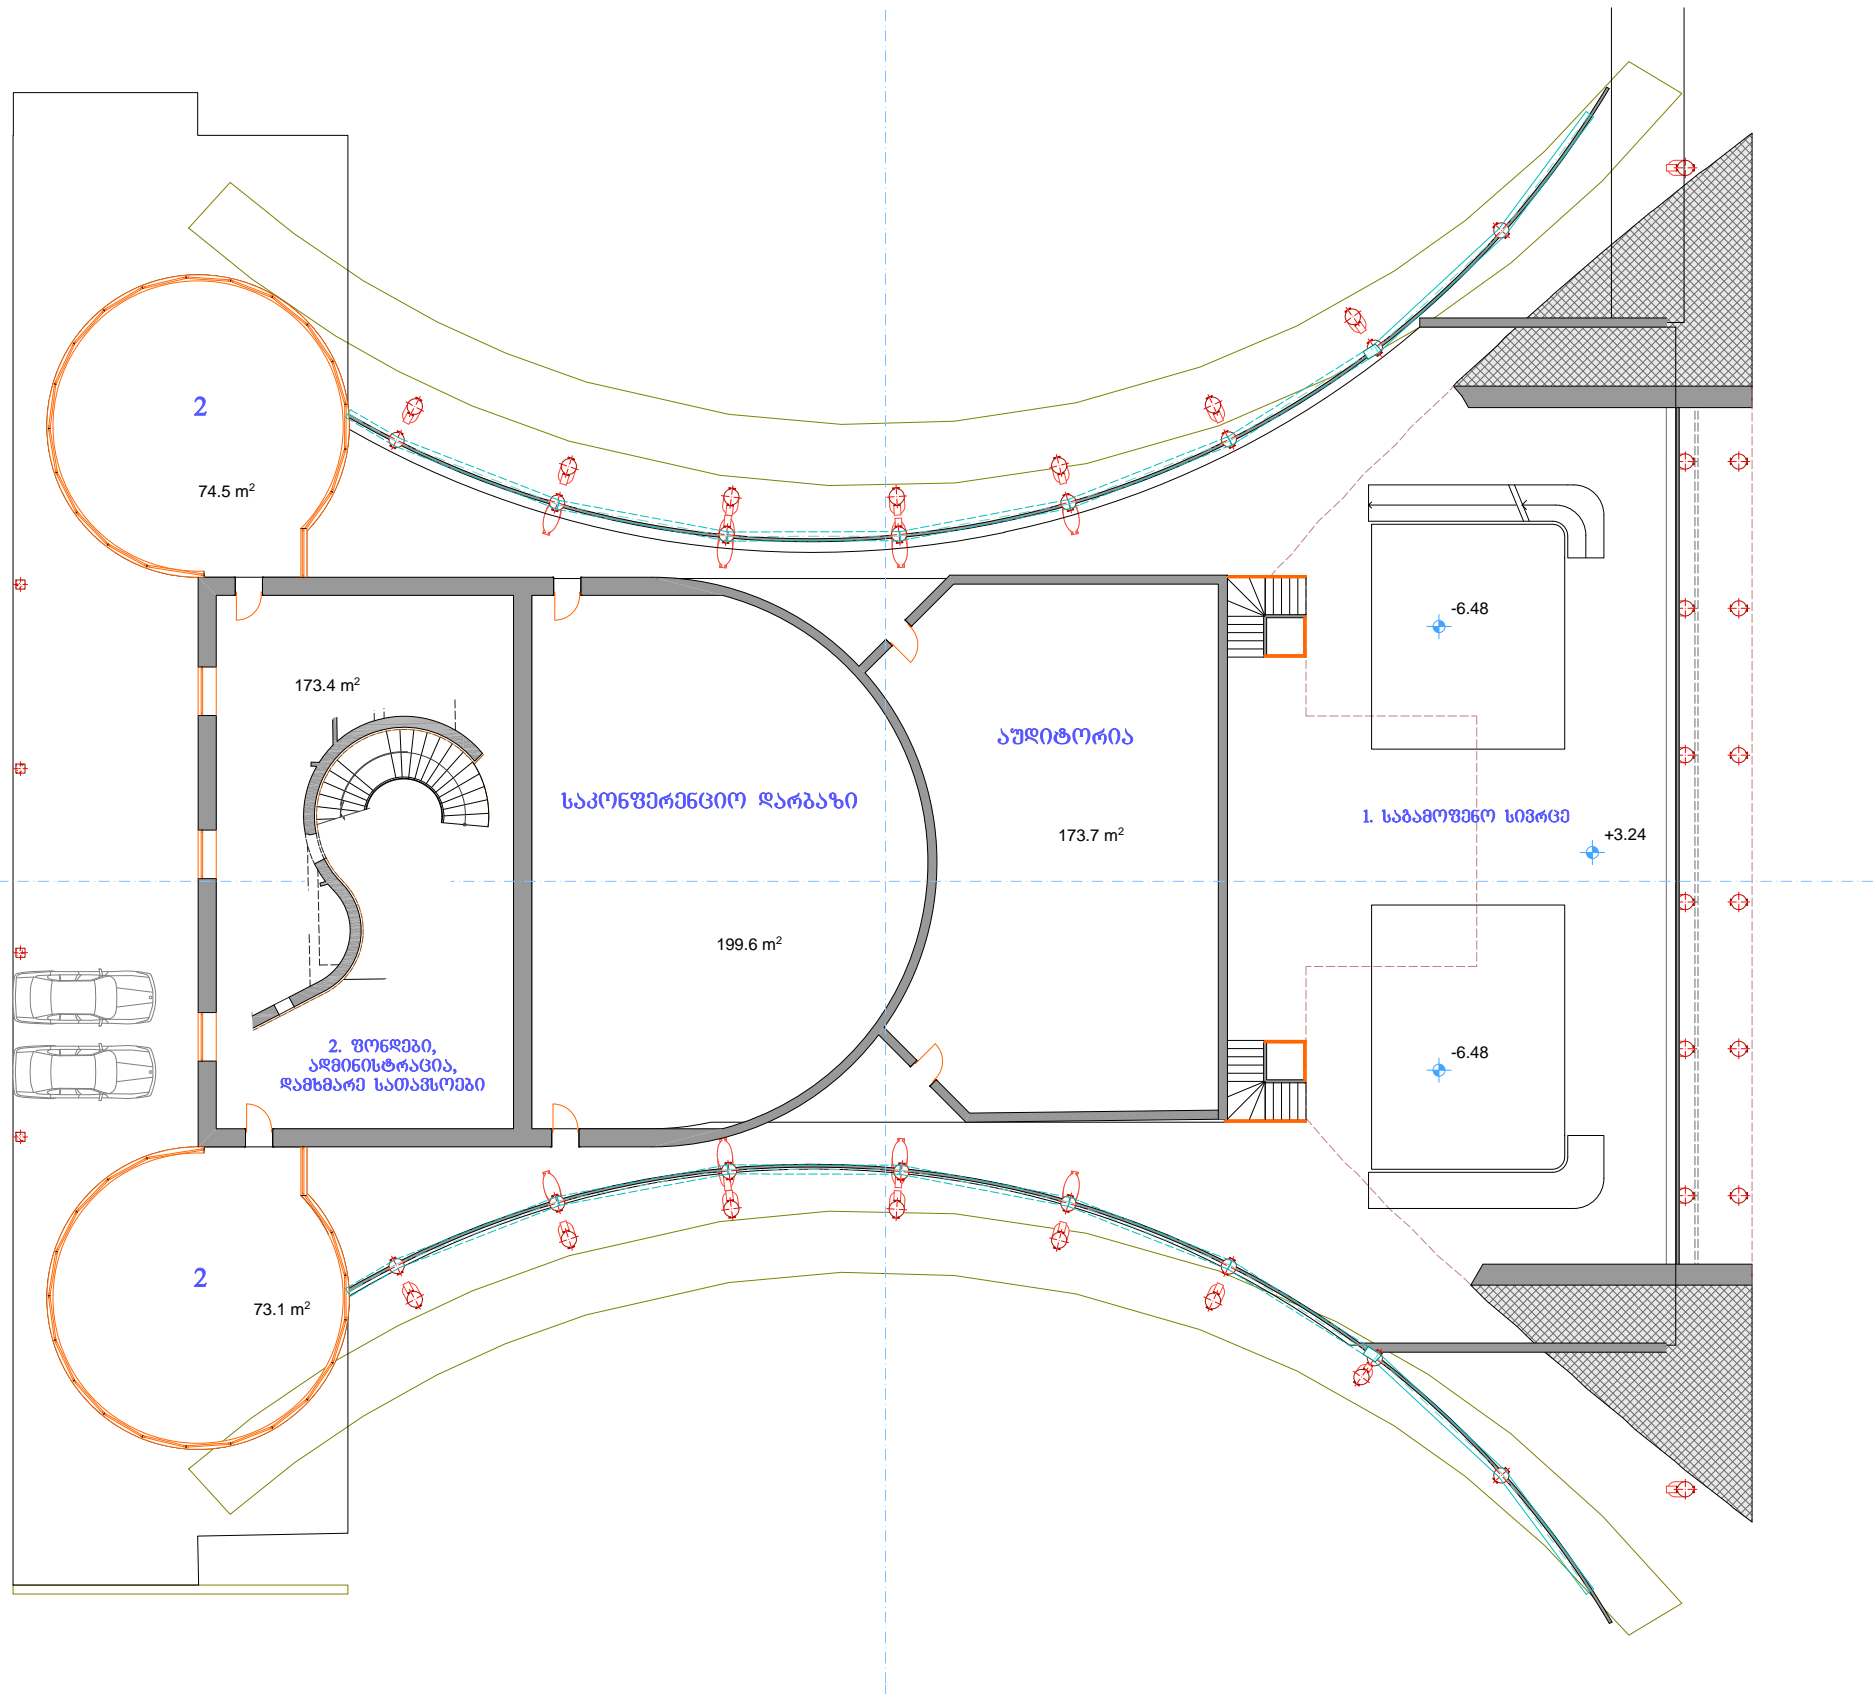 2
74.5 m²
-6.48
173.4 m²
აუდიტორია
საკონფერენციო დარბაზი
1. საგამოფენო სივრცე
173.7 m²
+3.24
199.6 m²
2. ფონდები,
ადმინისტრაცია,
დამხმარე სათავსოები
-6.48
2
73.1 m²